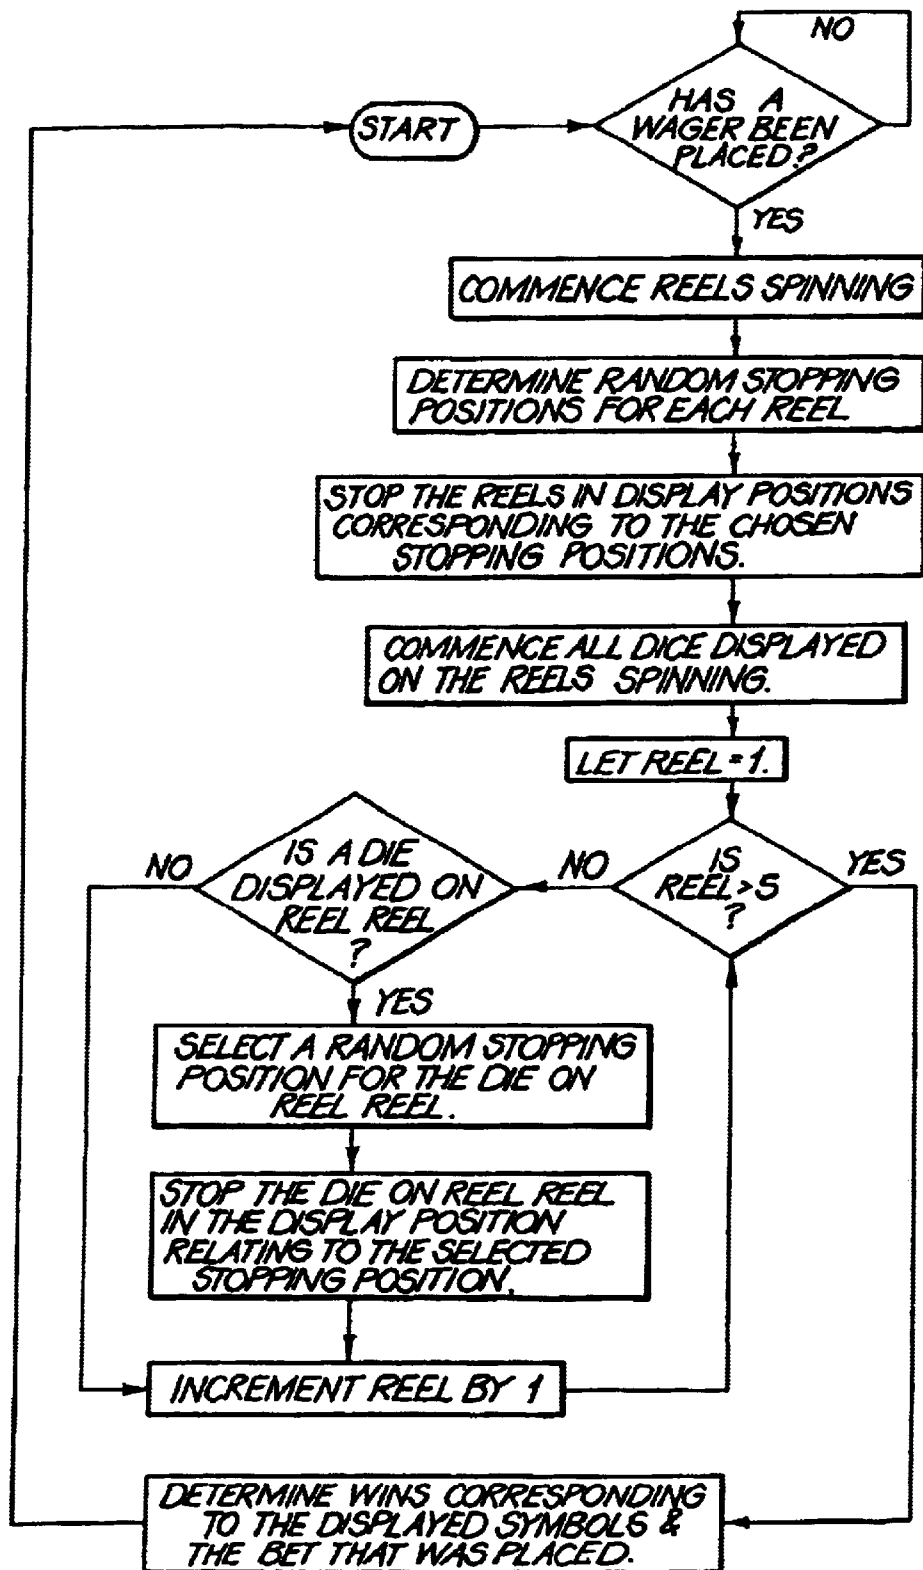 NO
START
HAS A
WAGER BEEN
PLACED?
YES
COMMENCE REELS SPINNING
DETERMINE RANDOM STOPPING
POSITIONS FOR EACH REEL
STOP THE REELS IN DISPLAY POSITIONS
CORRESPONDING TO THE CHOSEN
STOPPING POSITIONS.
COMMENCE ALL DICE DISPLAYED
ON THE REELS SPINNING.
LET REEL = 1.
IS
REEL>5
?
YES
NO
IS A DIE
DISPLAYED ON
REEL REEL
?
NO
YES
SELECT A RANDOM STOPPING
POSITION FOR THE DIE ON
REEL REEL.
STOP THE DIE ON REEL REEL
IN THE DISPLAY POSITION
RELATING TO THE SELECTED
STOPPING POSITION.
INCREMENT REEL BY 1
DETERMINE WINS CORRESPONDING
TO THE DISPLAYED SYMBOLS &
THE BET THAT WAS PLACED.